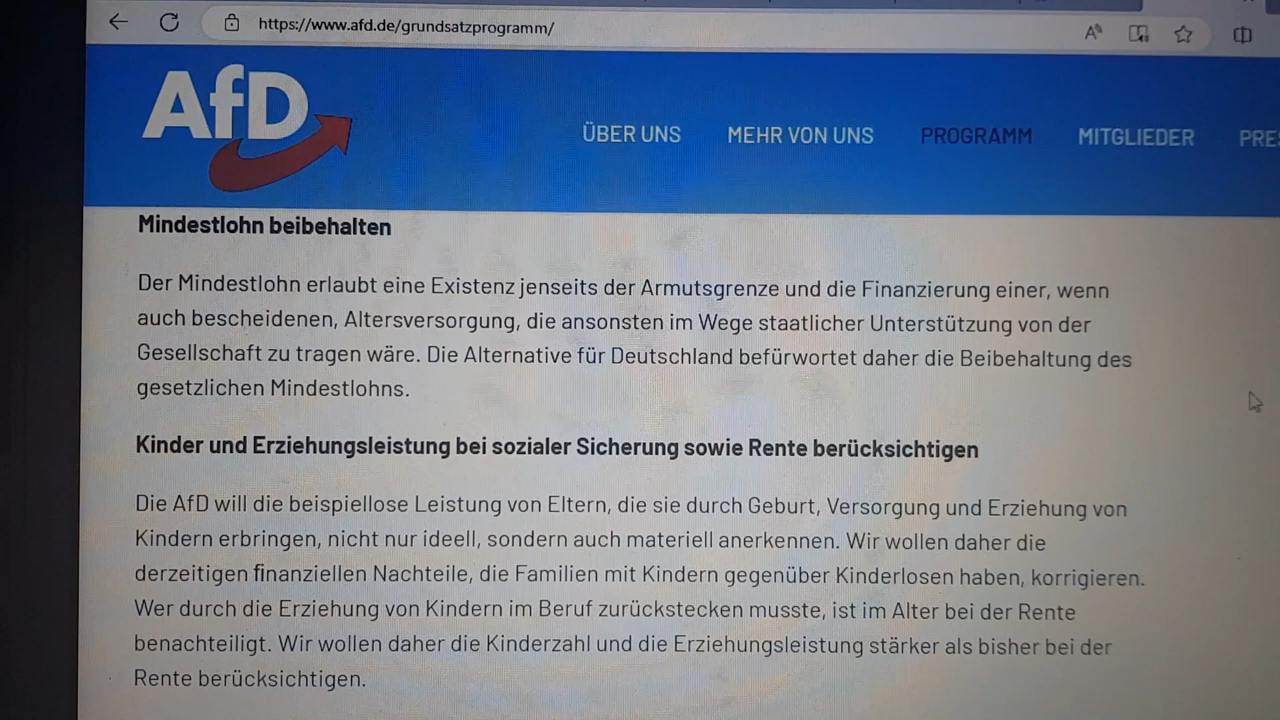 https://www.afd.de/grundsatzprogramm/
AfD
ÜBER UNS MEHR VON UNS PROGRAMM MITGLIEDER PRE
Mindestlohn beibehalten
Der Mindestlohn erlaubt eine Existenz jenseits der Armutsgrenze und die Finanzierung einer, wenn
auch bescheidenen, Altersversorgung, die ansonsten im Wege staatlicher Unterstützung von der
Gesellschaft zu tragen wäre. Die Alternative für Deutschland befürwortet daher die Beibehaltung des
gesetzlichen Mindestlohns.
Kinder und Erziehungsleistung bei sozialer Sicherung sowie Rente berücksichtigen
Die AfD will die beispiellose Leistung von Eltern, die sie durch Geburt, Versorgung und Erziehung von
Kindern erbringen, nicht nur ideell, sondern auch materiell anerkennen. Wir wollen daher die
derzeitigen finanziellen Nachteile, die Familien mit Kindern gegenüber Kinderlosen haben, korrigieren.
Wer durch die Erziehung von Kindern im Beruf zurückstecken musste, ist im Alter bei der Rente
benachteiligt. Wir wollen daher die Kinderzahl und die Erziehungsleistung stärker als bisher bei der
Rente berücksichtigen.